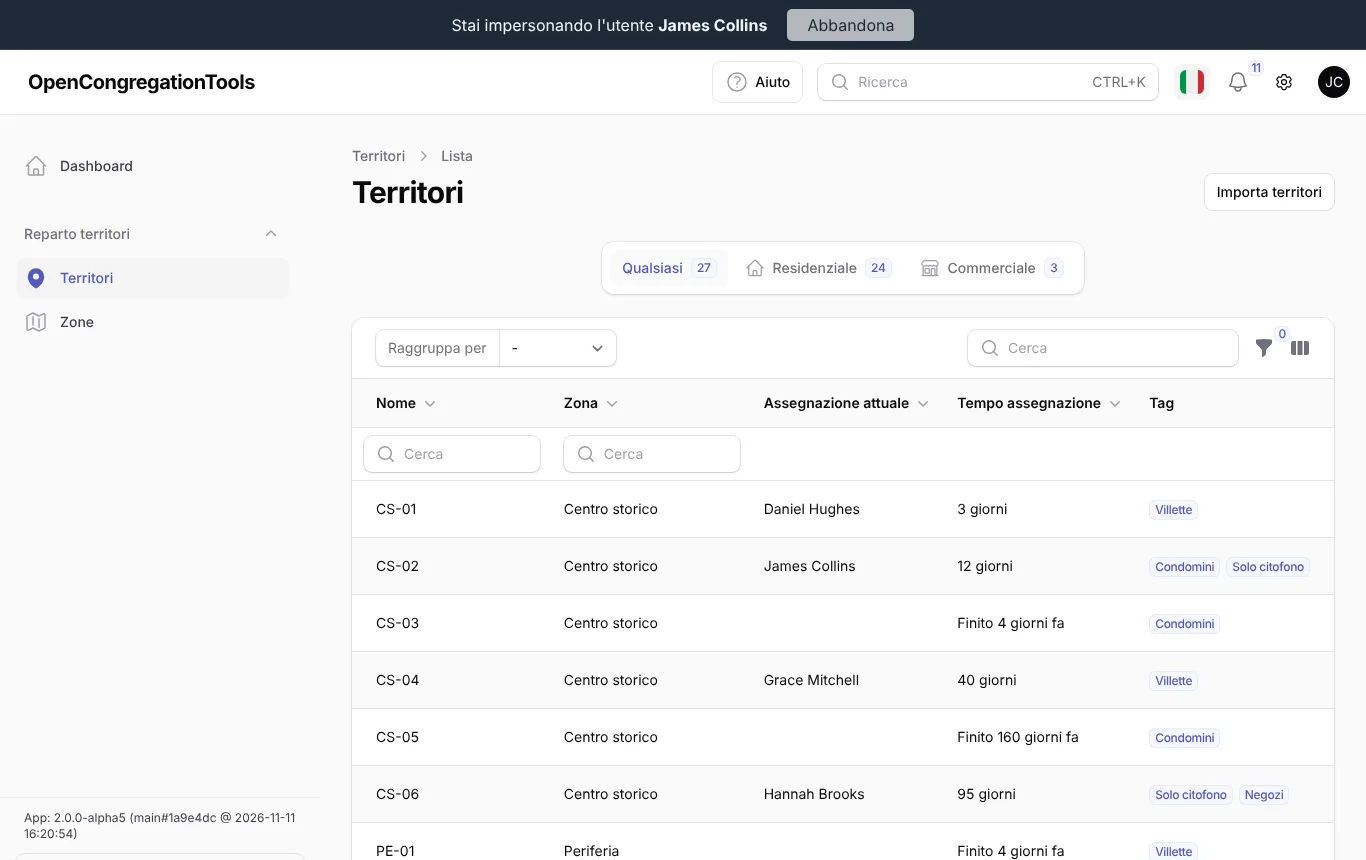 Stai impersonando l'utente James Collins Abbandona
OpenCongregationTools
Aiuto
Ricerca CTRL+K
11
JC
Dashboard
Reparto territori
Territori
Zone
App: 2.0.0-alpha5 (main#1a9e4dc @ 2026-11-11
16:20:54)
Territori Lista
Territori
Importa territori
Qualsiasi 27 Residenziale 24 Commerciale 3
Raggruppa per - Cerca 0
Nome Zona Assegnazione attuale Tempo assegnazione Tag
Cerca Cerca
CS-01 Centro storico Daniel Hughes 3 giorni Villette
CS-02 Centro storico James Collins 12 giorni Condomini Solo citofono
CS-03 Centro storico Finito 4 giorni fa Condomini
CS-04 Centro storico Grace Mitchell 40 giorni Villette
CS-05 Centro storico Finito 160 giorni fa Condomini
CS-06 Centro storico Hannah Brooks 95 giorni Solo citofono Negozi
PE-01 Periferia Finito 4 giorni fa Villette